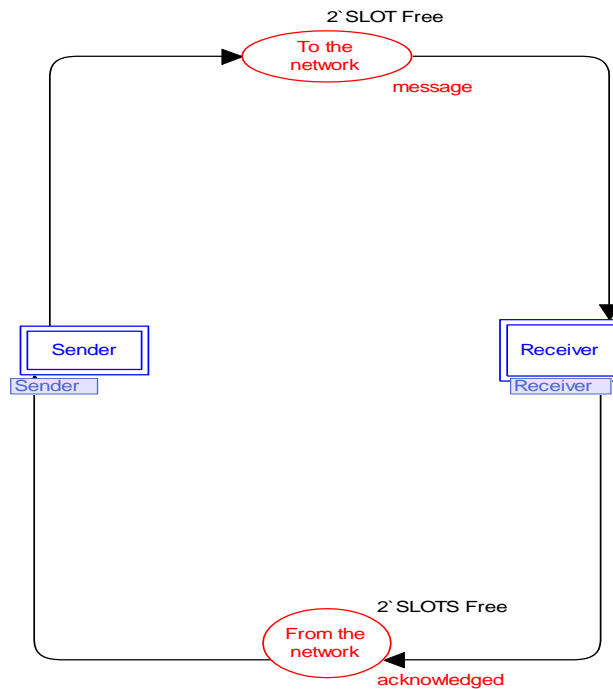 2`SLOT Free
To the
network
message
Sender
Sender
Receiver
Receiver
2`SLOTS Free
From the
network
acknowledged